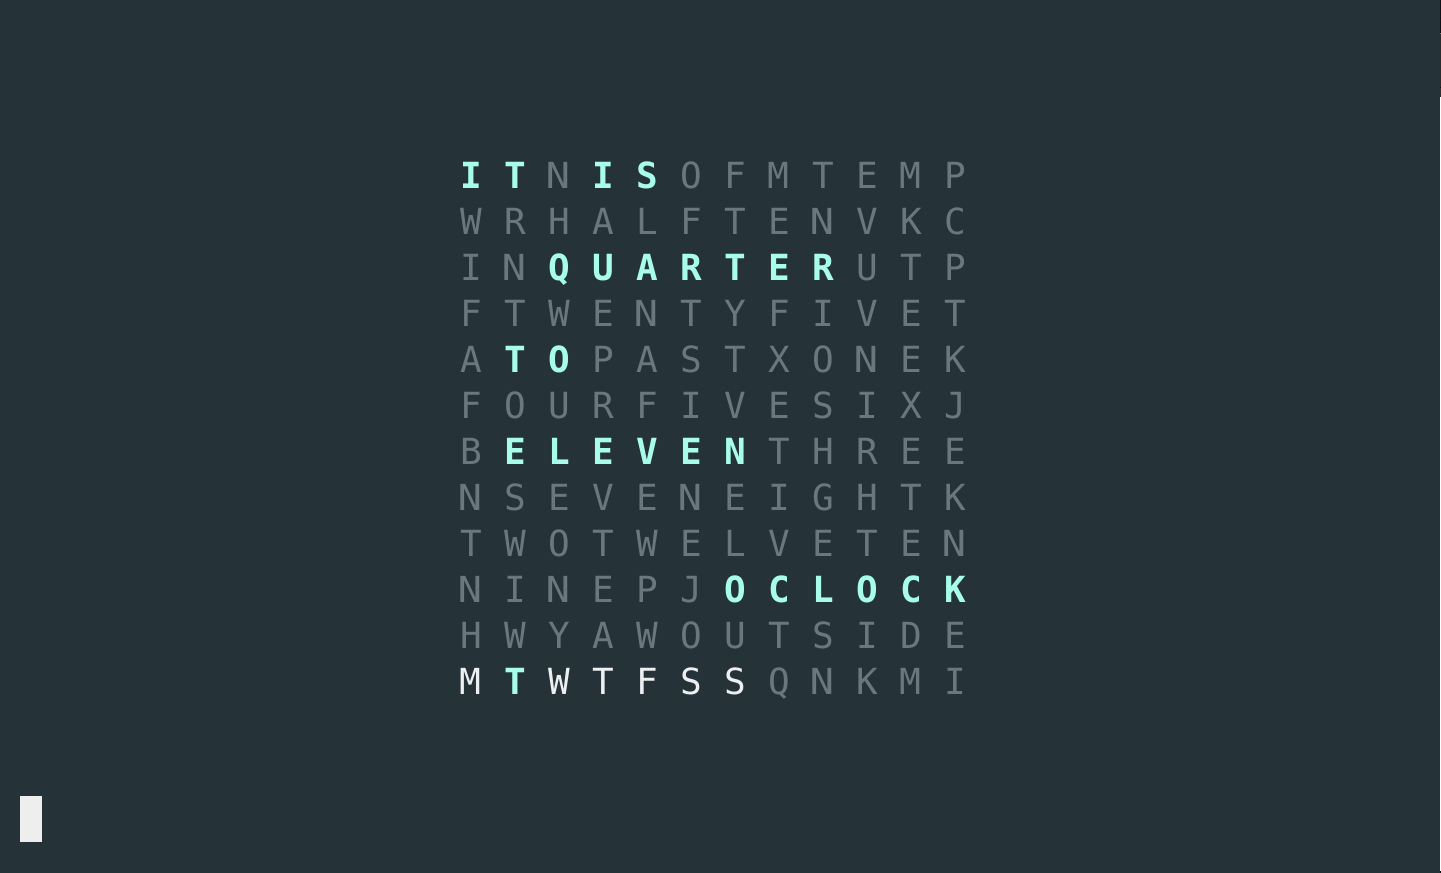 I T N I S O F M T E M P
W R H A L F T E N V K C
I N Q U A R T E R U T P
F T W E N T Y F I V E T
A T O P A S T X O N E K
F O U R F I V E S I X J
B E L E V E N T H R E E
N S E V E N E I G H T K
T W O T W E L V E T E N
N I N E P J O C L O C K
H W Y A W O U T S I D E
M T W T F S S Q N K M I